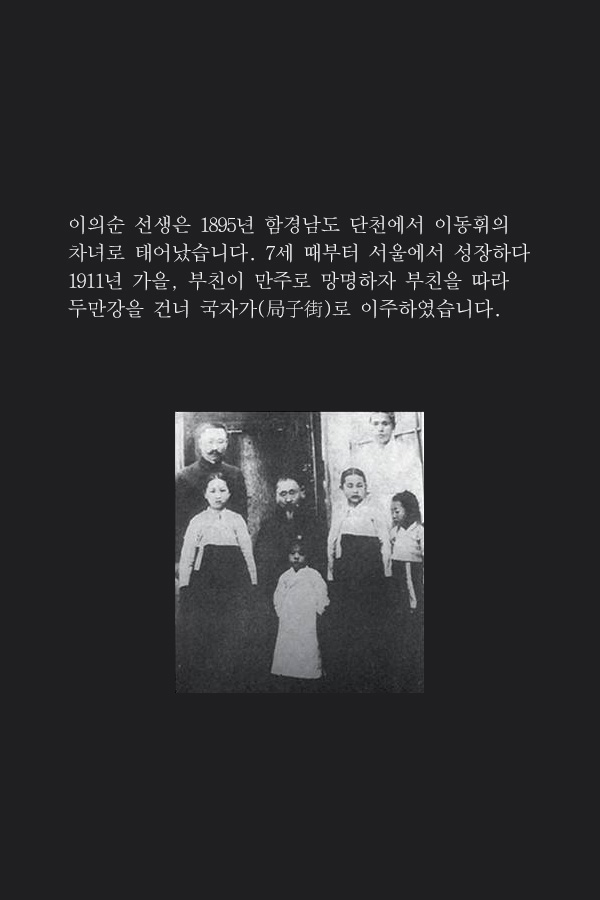 이의순 선생은 1895년 함경남도 단천에서 이동휘의
차녀로 태어났습니다. 7세 때부터 서울에서 성장하다
1911년 가을, 부친이 만주로 망명하자 부친을 따라
두만강을 건너 국자가(局子街)로 이주하였습니다.